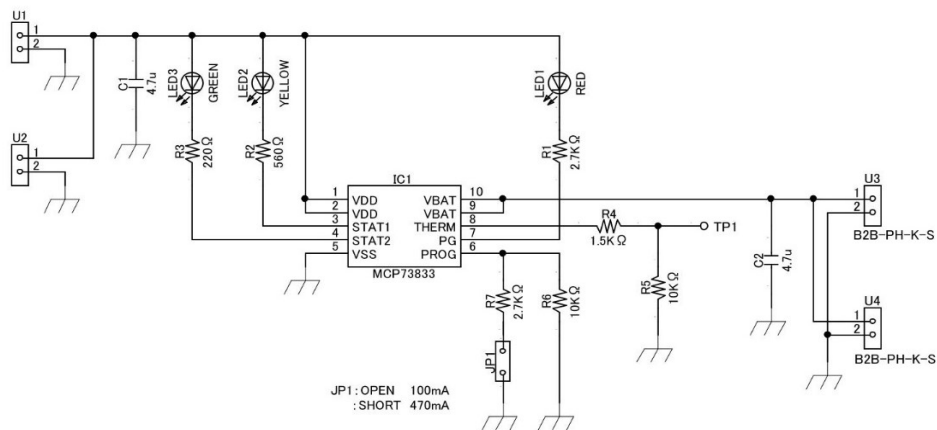 U1
1
2
U2
1
2
C1
4.7u
LED3
GREEN
R3
220Ω
LED2
YELLOW
R2
560Ω
LED1
RED
R1
2.7KΩ
IC1
1 VDD VBAT 10
2 VDD VBAT 9
3 STAT1 THERM 8
4 STAT2 PG 7
5 VSS PROG 6
MCP73833
R4
1.5KΩ
TP1
R5
10KΩ
R7
2.7KΩ
R6
10KΩ
JP1
C2
4.7u
U3
1
2
B2B-PH-K-S
U4
1
2
B2B-PH-K-S
JP1:OPEN 100mA
:SHORT 470mA